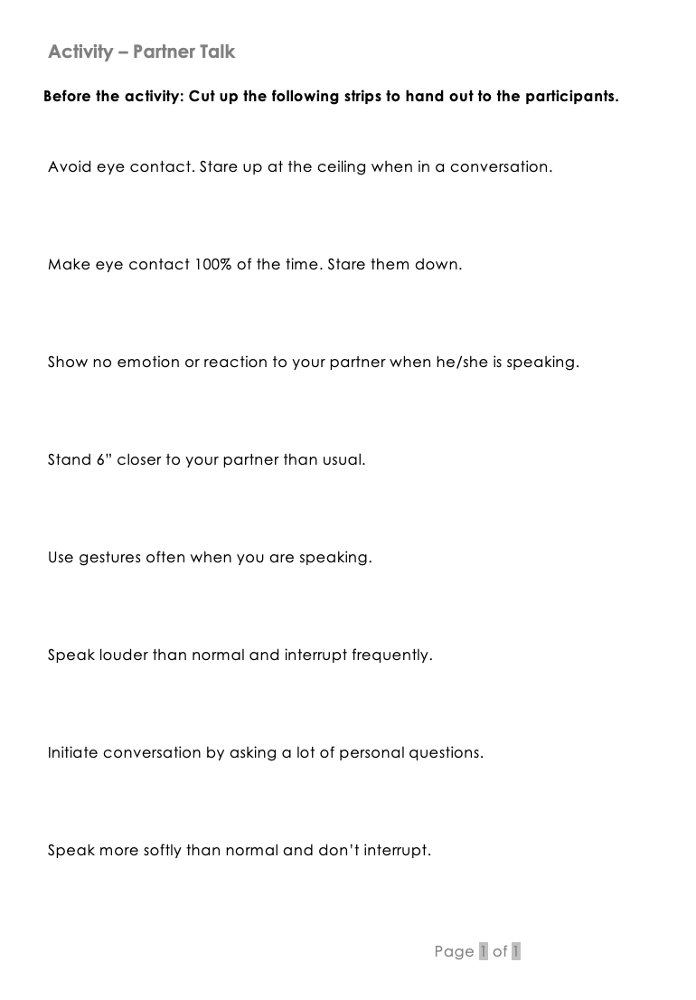 Activity – Partner Talk
Before the activity: Cut up the following strips to hand out to the participants.
Avoid eye contact. Stare up at the ceiling when in a conversation.
Make eye contact 100% of the time. Stare them down.
Show no emotion or reaction to your partner when he/she is speaking.
Stand 6” closer to your partner than usual.
Use gestures often when you are speaking.
Speak louder than normal and interrupt frequently.
Initiate conversation by asking a lot of personal questions.
Speak more softly than normal and don’t interrupt.
Page 1 of 1